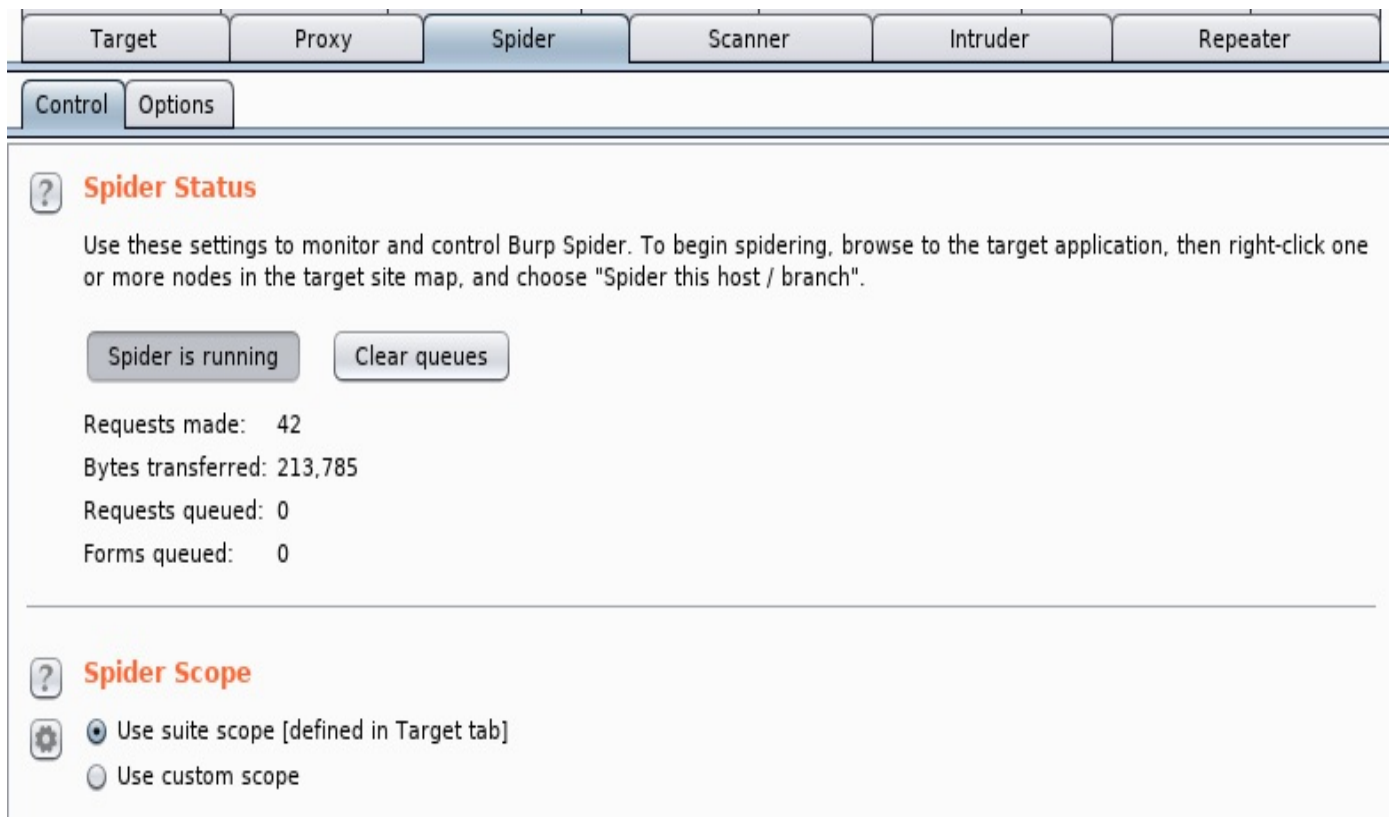 Target Proxy Spider Scanner Intruder Repeater
Control Options
? Spider Status
Use these settings to monitor and control Burp Spider. To begin spidering, browse to the target application, then right-click one
or more nodes in the target site map, and choose "Spider this host / branch".
Spider is running Clear queues
Requests made: 42
Bytes transferred: 213,785
Requests queued: 0
Forms queued: 0
? Spider Scope
Use suite scope [defined in Target tab]
Use custom scope